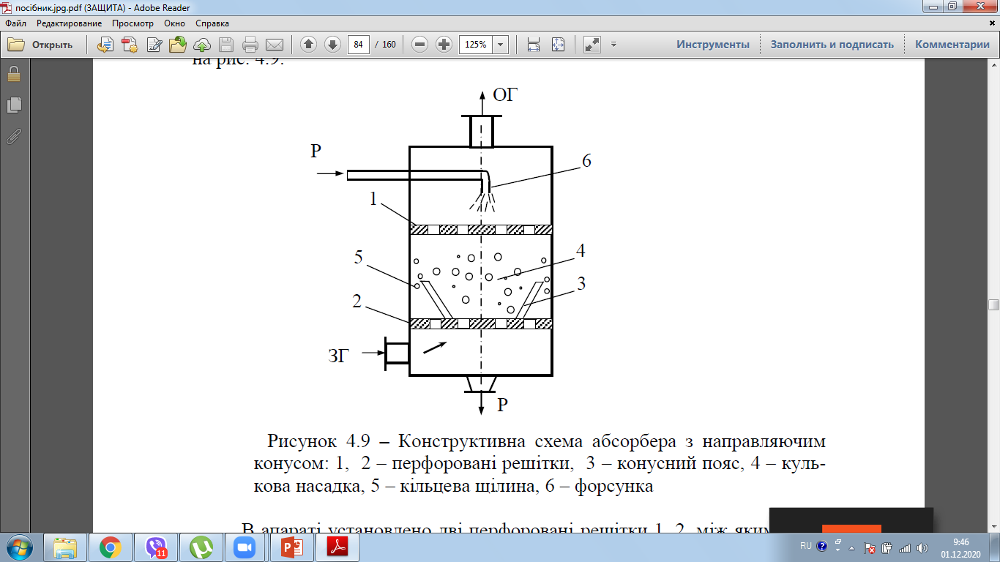 посібник.jpg.pdf (ЗАЩИТА) - Adobe Reader
Файл Редактирование Просмотр Окно Справка
Открыть 84 / 160 125% Инструменты Заполнить и подписать Комментарии
на рис. 4.9.
ОГ
Р
6
1
5
4
3
2
ЗГ
Р
Рисунок 4.9 – Конструктивна схема абсорбера з направляючим
конусом: 1, 2 – перфоровані решітки, 3 – конусний пояс, 4 – куль-
кова насадка, 5 – кільцева щілина, 6 – форсунка
В апараті установлено дві перфоровані решітки 1, 2, між яким
11
RU
9:46
01.12.2020